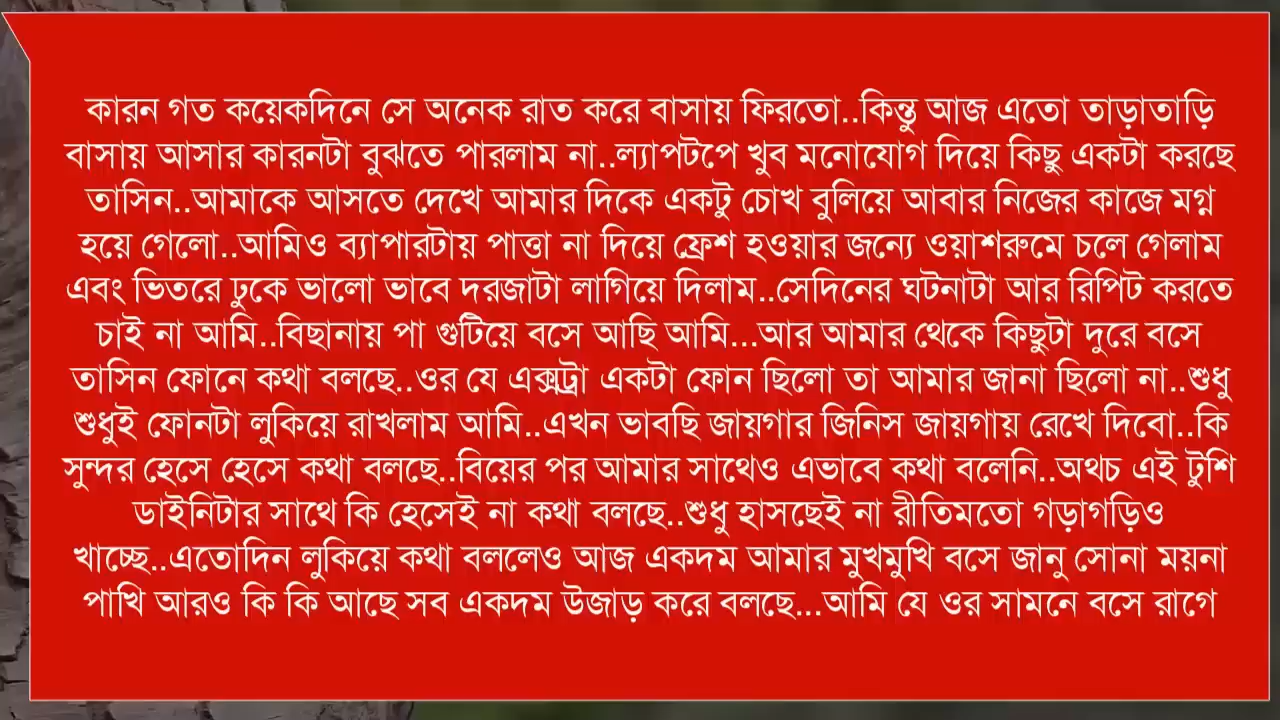 কারন গত কয়েকদিনে সে অনেক রাত করে বাসায় ফিরতো..কিন্তু আজ এতো তাড়াতাড়ি
বাসায় আসার কারনটা বুঝতে পারলাম না..ল্যাপটপে খুব মনোযোগ দিয়ে কিছু একটা করছে
তাসিন..আমাকে আসতে দেখে আমার দিকে একটু চোখ বুলিয়ে আবার নিজের কাজে মগ্ন
হয়ে গেলো..আমিও ব্যাপারটায় পাত্তা না দিয়ে ফ্রেশ হওয়ার জন্যে ওয়াশরুমে চলে গেলাম
এবং ভিতরে ঢুকে ভালো ভাবে দরজাটা লাগিয়ে দিলাম..সেদিনের ঘটনাটা আর রিপিট করতে
চাই না আমি..বিছানায় পা গুটিয়ে বসে আছি আমি...আর আমার থেকে কিছুটা দুরে বসে
তাসিন ফোনে কথা বলছে..ওর যে এক্সট্রা একটা ফোন ছিলো তা আমার জানা ছিলো না..শুধু
শুধুই ফোনটা লুকিয়ে রাখলাম আমি..এখন ভাবছি জায়গার জিনিস জায়গায় রেখে দিবো..কি
সুন্দর হেসে হেসে কথা বলছে..বিয়ের পর আমার সাথেও এভাবে কথা বলেনি..অথচ এই টুশি
ডাইনিটার সাথে কি হেসেই না কথা বলছে..শুধু হাসছেই না রীতিমতো গড়াগড়িও
খাচ্ছে..এতোদিন লুকিয়ে কথা বললেও আজ একদম আমার মুখমুখি বসে জানু সোনা ময়না
পাখি আরও কি কি আছে সব একদম উজাড় করে বলছে...আমি যে ওর সামনে বসে রাগে